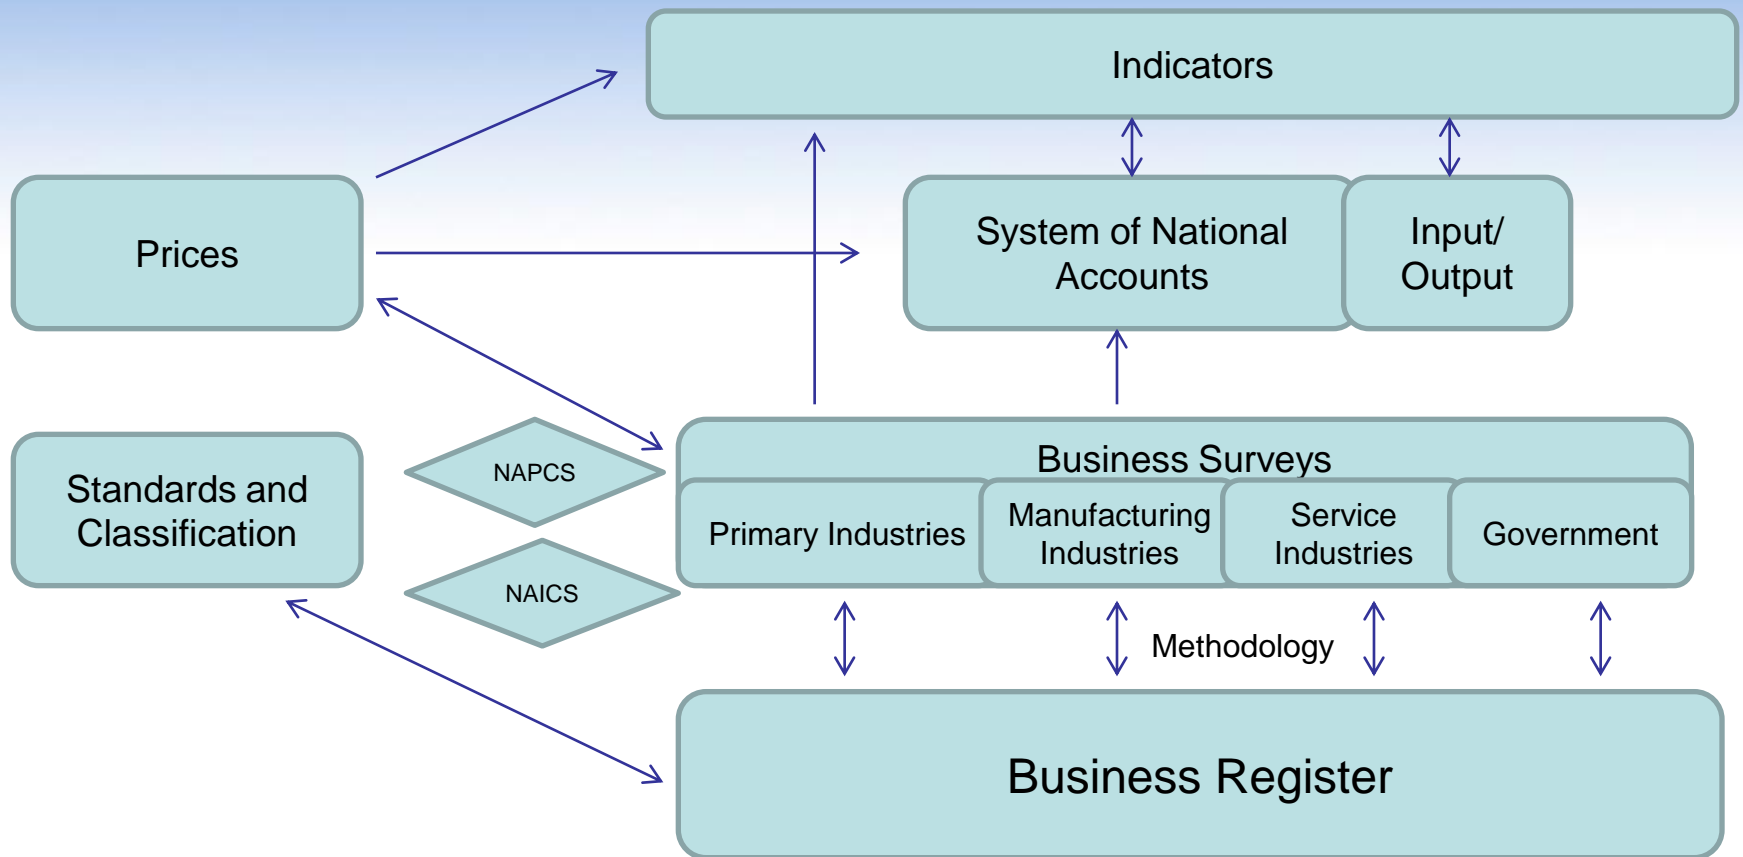 Indicators
Prices
System of National
Accounts
Input/
Output
Standards and
Classification
NAPCS
NAICS
Business Surveys
Primary Industries
Manufacturing
Industries
Service
Industries
Government
Methodology
Business Register